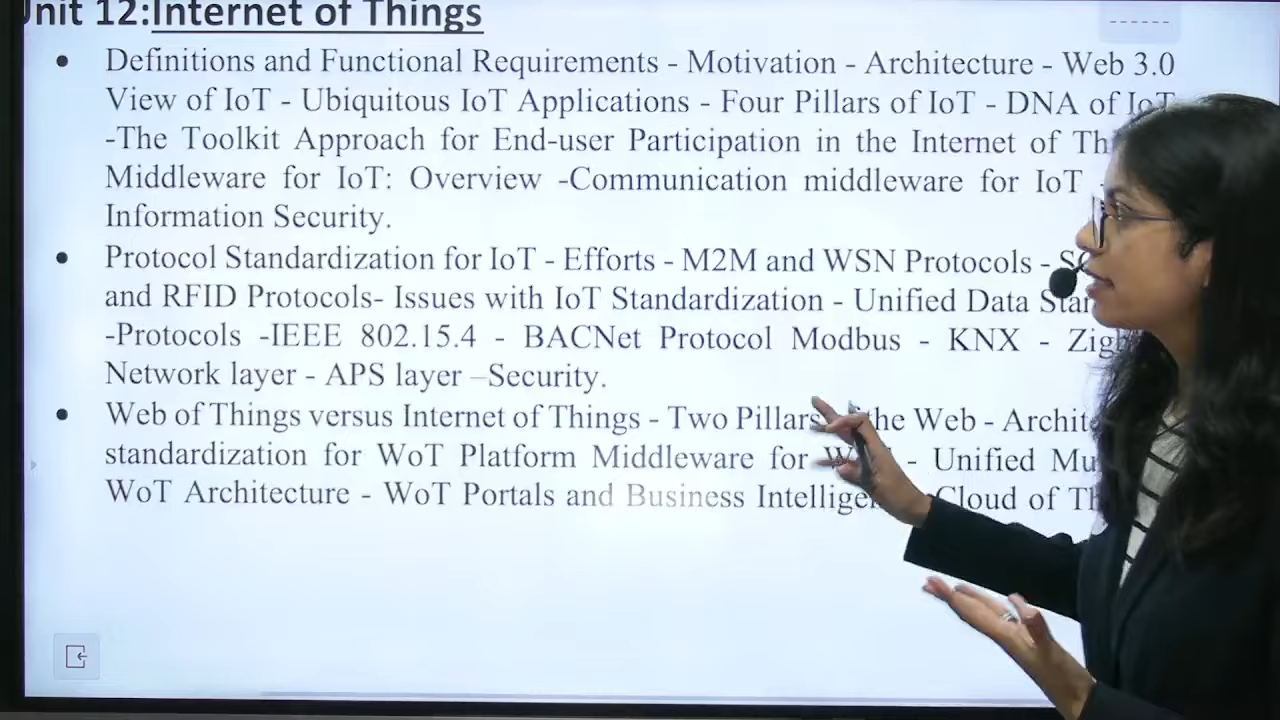 Unit 12:Internet of Things
Definitions and Functional Requirements - Motivation - Architecture - Web 3.0
View of IoT - Ubiquitous IoT Applications - Four Pillars of IoT - DNA of IoT
-The Toolkit Approach for End-user Participation in the Internet of
Middleware for IoT: Overview -Communication middleware for IoT -
Information Security.
Protocol Standardization for IoT - Efforts - M2M and WSN Protocols -
and RFID Protocols- Issues with IoT Standardization - Unified Data
-Protocols -IEEE 802.15.4 - BACNet Protocol Modbus - KNX -
Network layer - APS layer –Security.
Web of Things versus Internet of Things - Two Pillars the Web -
standardization for WoT Platform Middleware for - Unified
WoT Architecture - WoT Portals and Business Cloud of